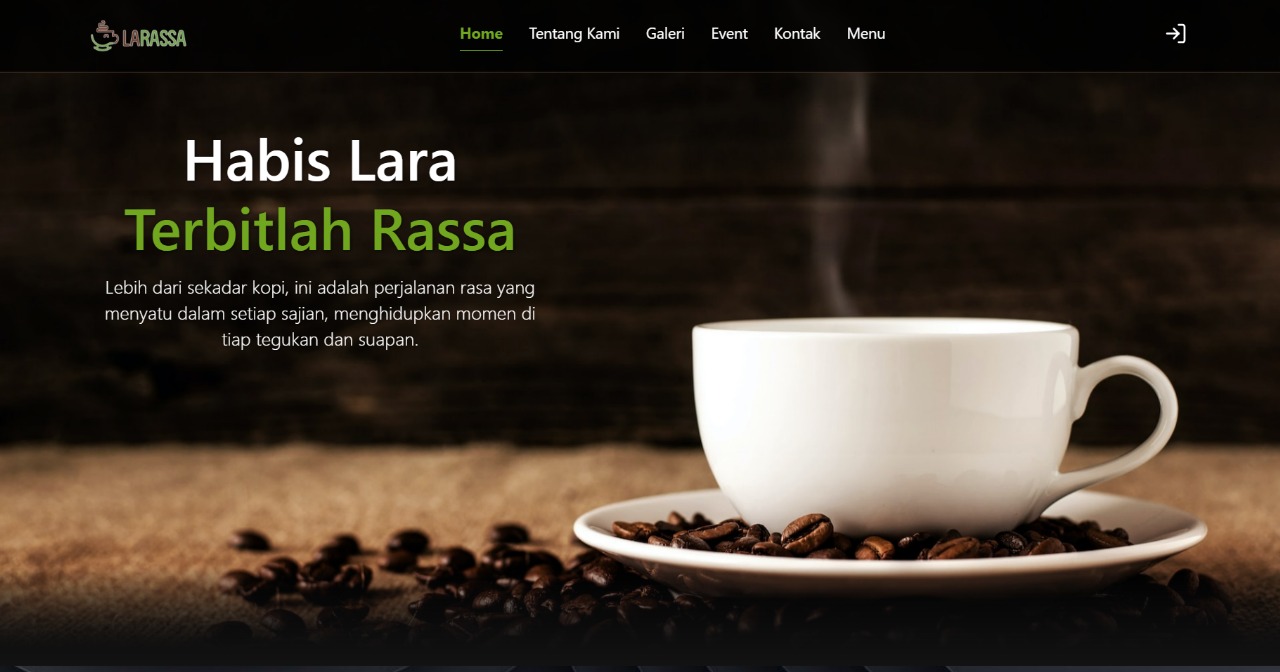 LARASSA
Home
Tentang Kami
Galeri
Event
Kontak
Menu
Habis Lara
Terbitlah Rassa
Lebih dari sekadar kopi, ini adalah perjalanan rasa yang
menyatu dalam setiap sajian, menghidupkan momen di
tiap tegukan dan suapan.